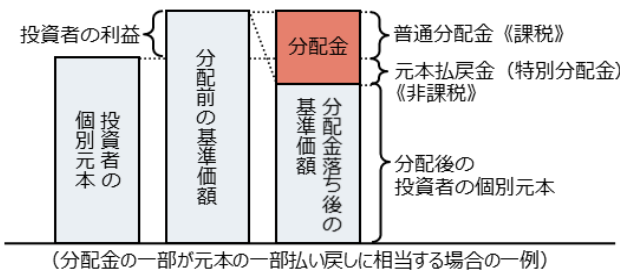 投資者の利益
投資者の
個別元本
分配前の基準価額
分配金
分配金落ち後の
基準価額
普通分配金《課税》
元本払戻金（特別分配金）
《非課税》
分配後の
投資者の個別元本
（分配金の一部が元本の一部払い戻しに相当する場合の一例）